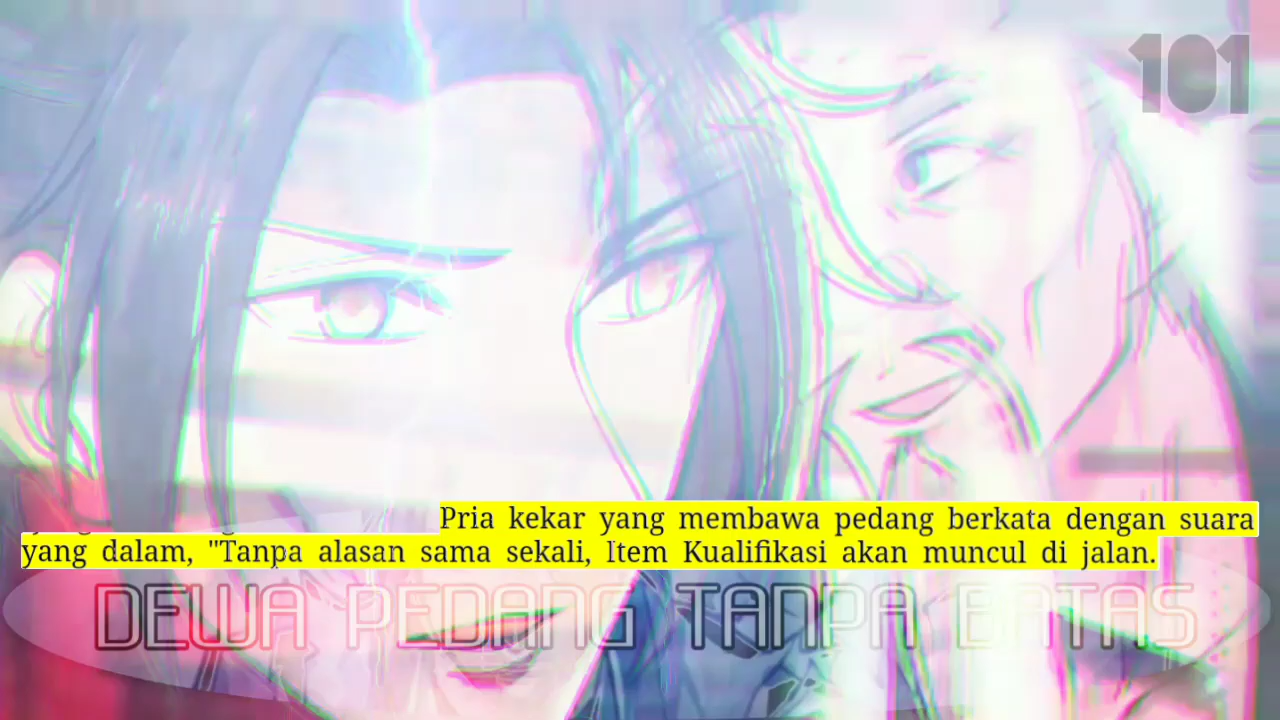 101
Pria kekar yang membawa pedang berkata dengan suara
yang dalam, "Tanpa alasan sama sekali, Item Kualifikasi akan muncul di jalan.
DEWA PEDANG TANPA BATAS